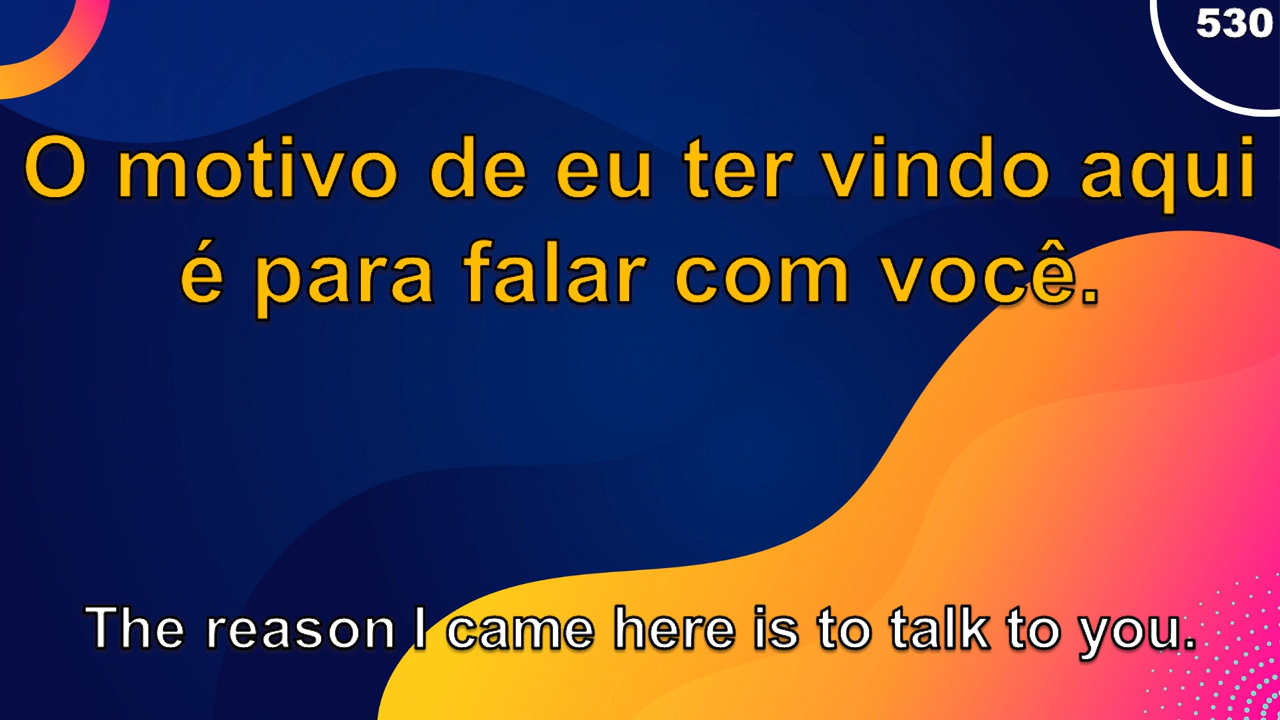 530
O motivo de eu ter vindo aqui
é para falar com você.
The reason I came here is to talk to you.